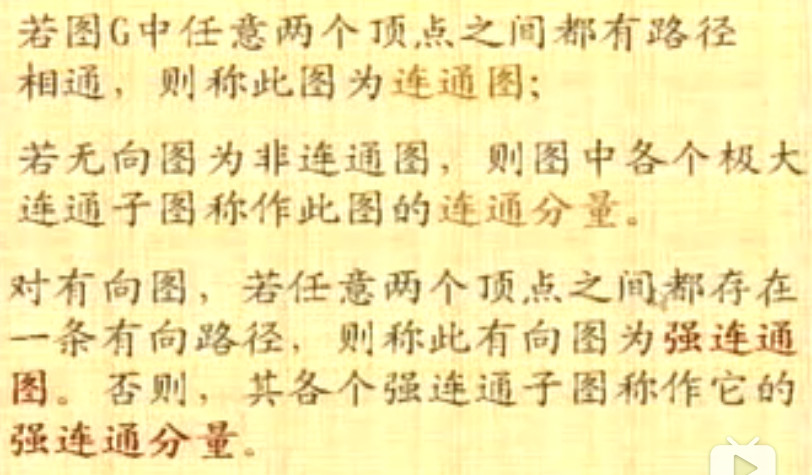 若图G中任意两个顶点之间都有路径
相通，则称此图为连通图;
若无向图为非连通图，则图中各个极大
连通子图称作此图的连通分量。
对有向图，若任意两个顶点之间都存在
一条有向路径，则称此有向图为强连通
图。否则，其各个强连通子图称作它的
强连通分量。